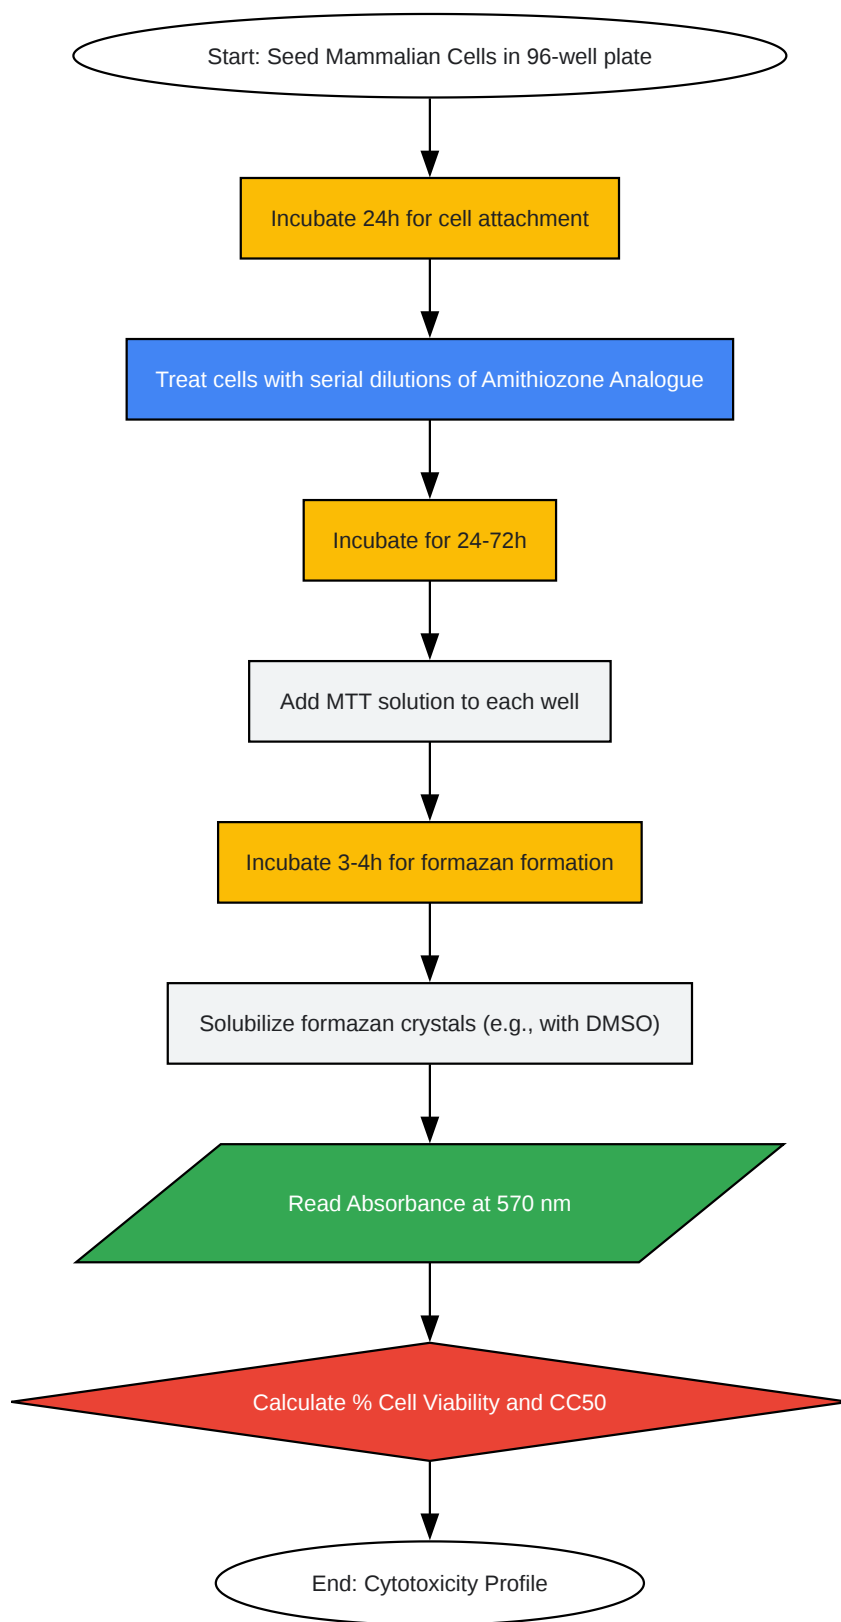 Start: Seed Mammalian Cells in 96-well plate
Incubate 24h for cell attachment
Treat cells with serial dilutions of Amithiozone Analogue
Incubate for 24-72h
Add MTT solution to each well
Incubate 3-4h for formazan formation
Solubilize formazan crystals (e.g., with DMSO)
Read Absorbance at 570 nm
Calculate % Cell Viability and CC50
End: Cytotoxicity Profile